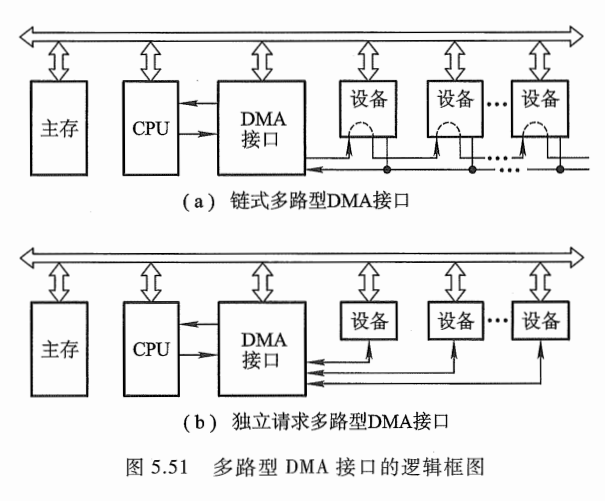 主存
CPU
DMA
接口
设备
设备
•••
设备
•••
•••
(a) 链式多路型DMA接口
主存
CPU
DMA
接口
设备
设备
•••
设备
(b) 独立请求多路型DMA接口
图 5.51 多路型 DMA 接口的逻辑框图